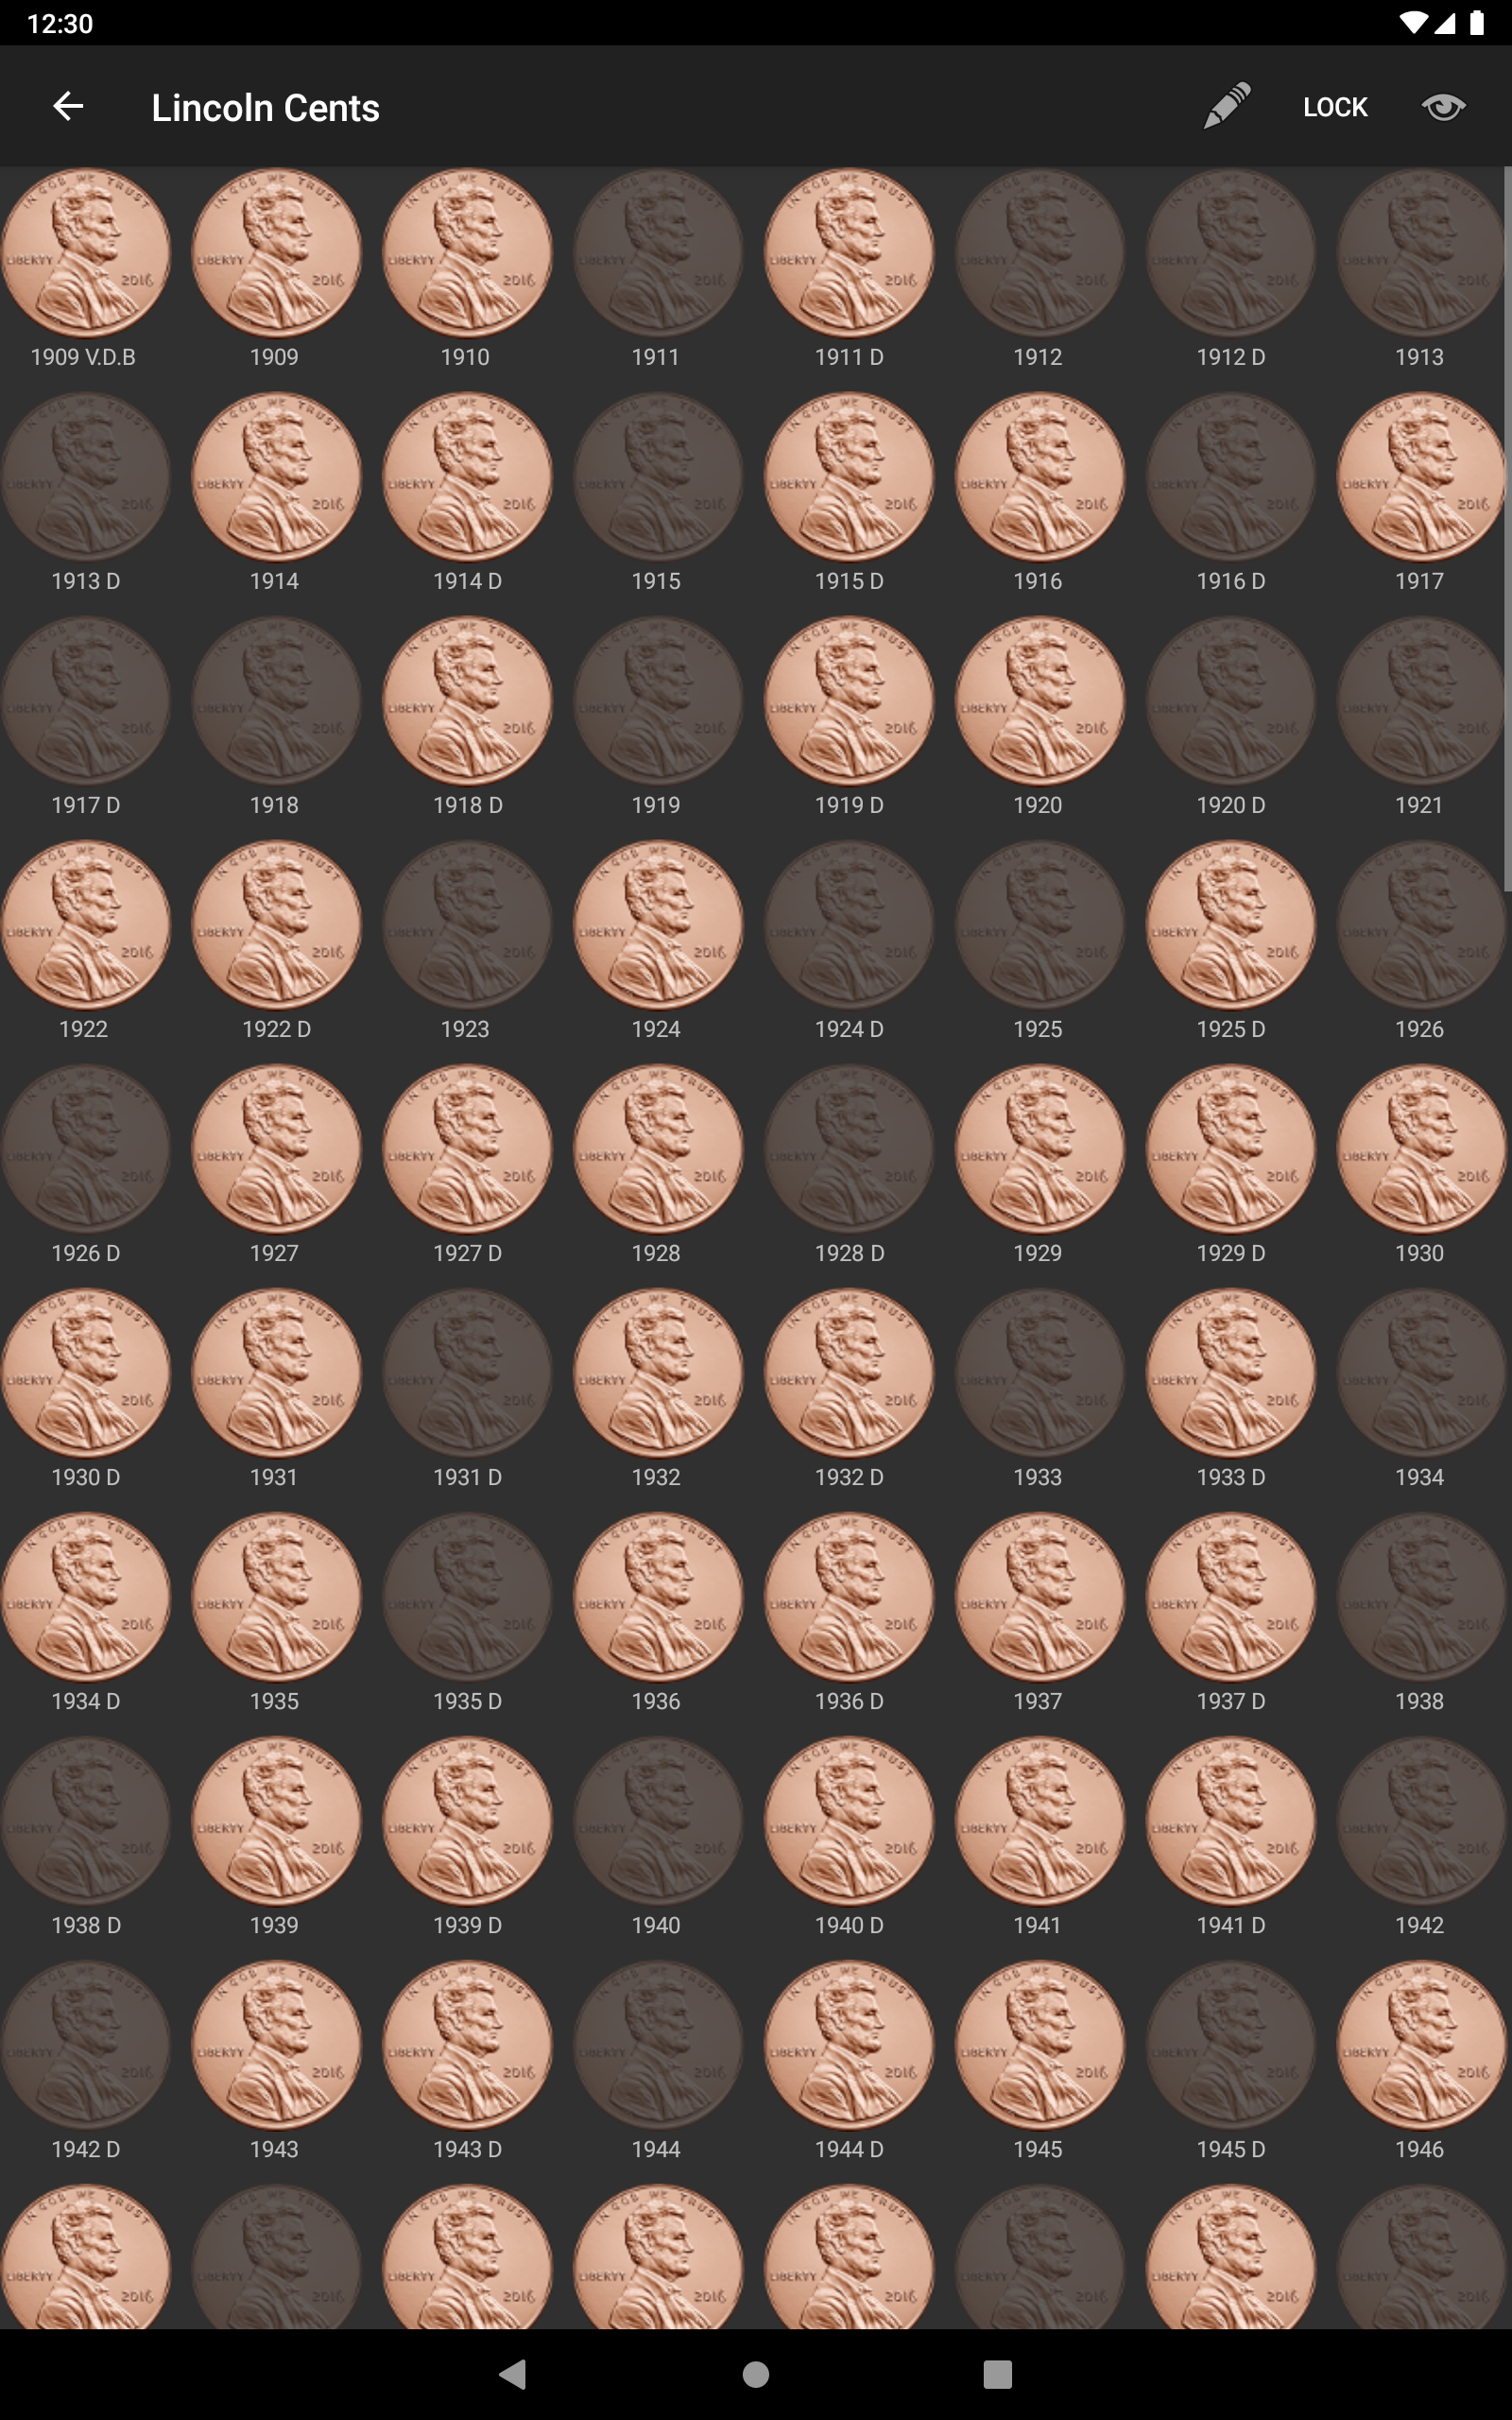 12:30
Lincoln Cents LOCK
1909 V.D.B 1909 1910 1911 1911 D 1912 1912 D 1913
1913 D 1914 1914 D 1915 1915 D 1916 1916 D 1917
1917 D 1918 1918 D 1919 1919 D 1920 1920 D 1921
1922 1922 D 1923 1924 1924 D 1925 1925 D 1926
1926 D 1927 1927 D 1928 1928 D 1929 1929 D 1930
1930 D 1931 1931 D 1932 1932 D 1933 1933 D 1934
1934 D 1935 1935 D 1936 1936 D 1937 1937 D 1938
1938 D 1939 1939 D 1940 1940 D 1941 1941 D 1942
1942 D 1943 1943 D 1944 1944 D 1945 1945 D 1946